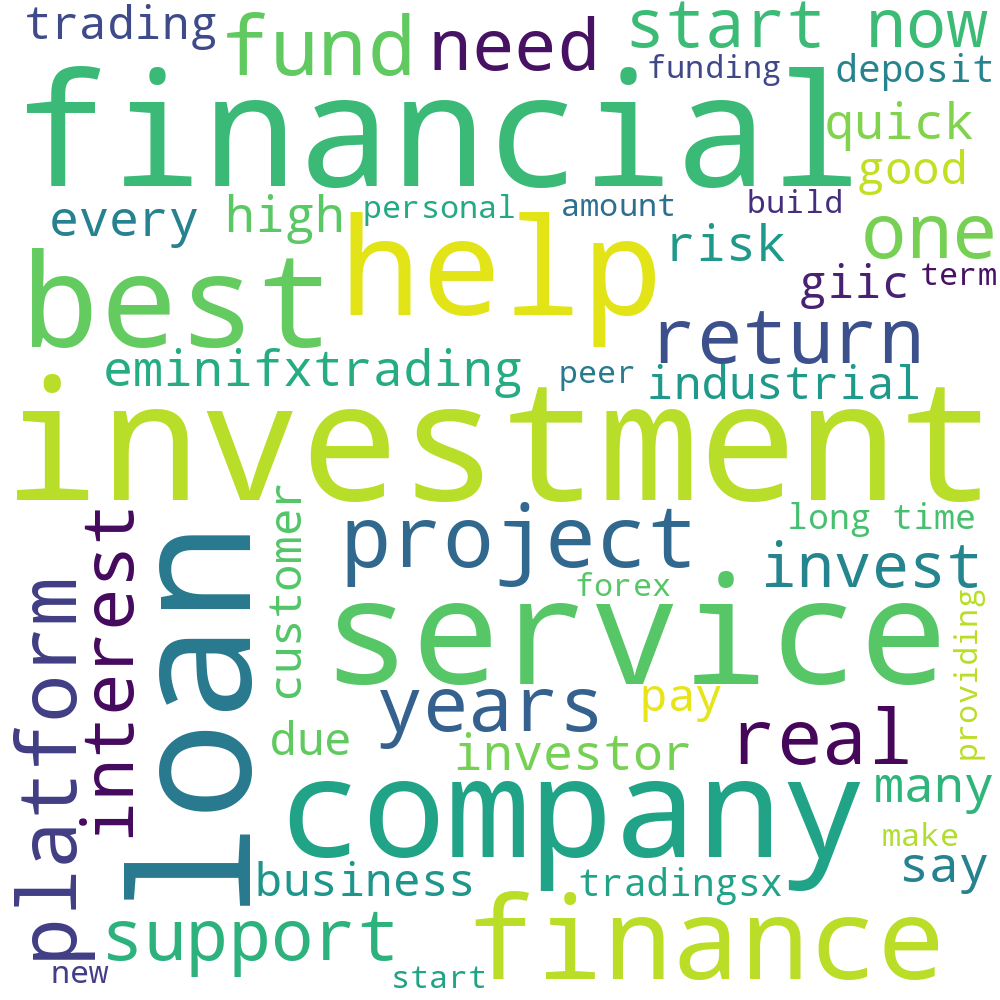 trading
fund
need
start now
funding
deposit
financial
quick
good
every
high
personal
amount
build
one
best
help
risk
giic
term
return
eminifxtrading
peer
industrial
investment
platform
interest
loan
customer
project
long time
invest
forex
service
providing
years
pay
due
investor
real
company
many
make
say
business
tradingsx
support
finance
new
start